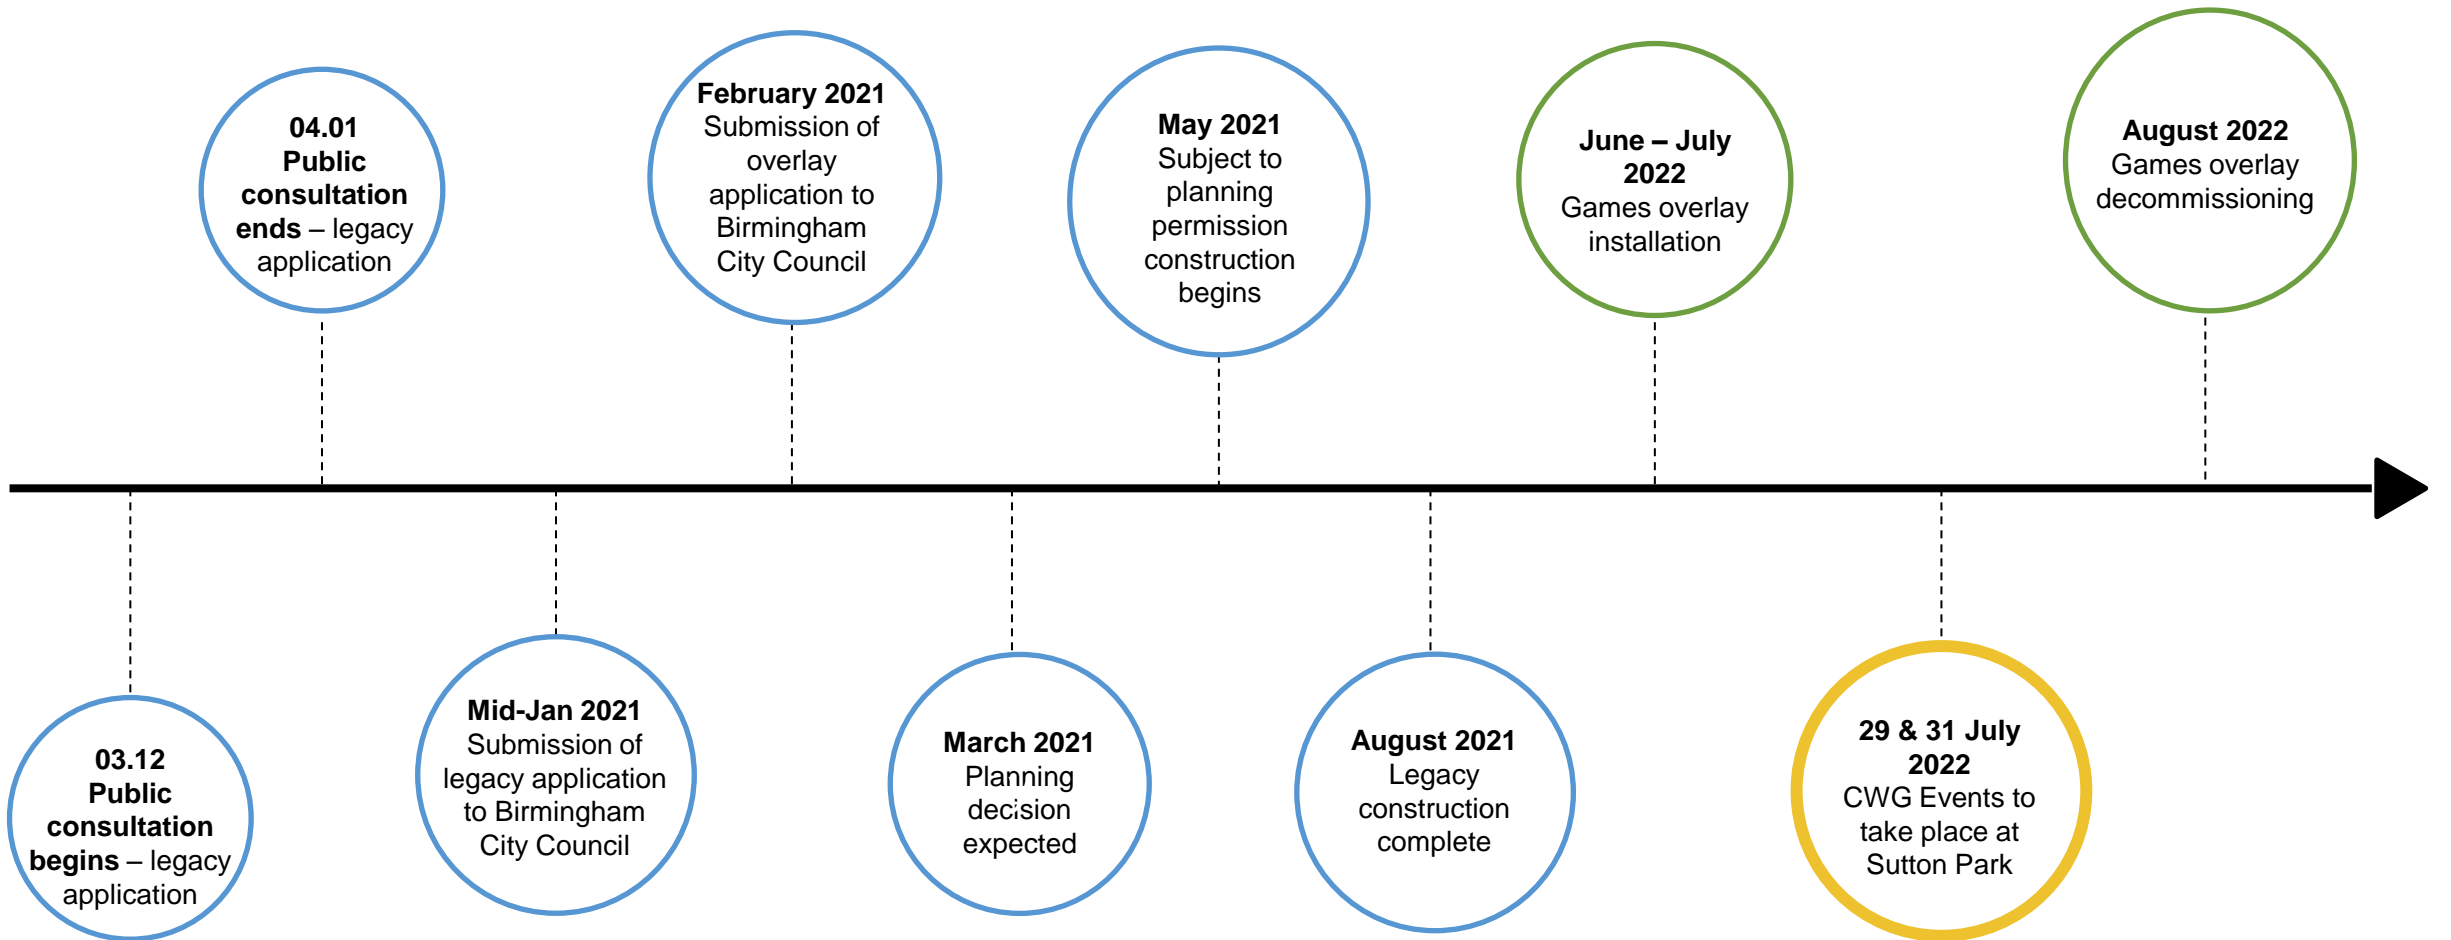 04.01
Public
consultation
ends – legacy
application
February 2021
Submission of
overlay
application to
Birmingham
City Council
May 2021
Subject to
planning
permission
construction
begins
June – July
2022
Games overlay
installation
August 2022
Games overlay
decommissioning
03.12
Public
consultation
begins – legacy
application
Mid-Jan 2021
Submission of
legacy application
to Birmingham
City Council
March 2021
Planning
decision
expected
August 2021
Legacy
construction
complete
29 & 31 July
2022
CWG Events to
take place at
Sutton Park